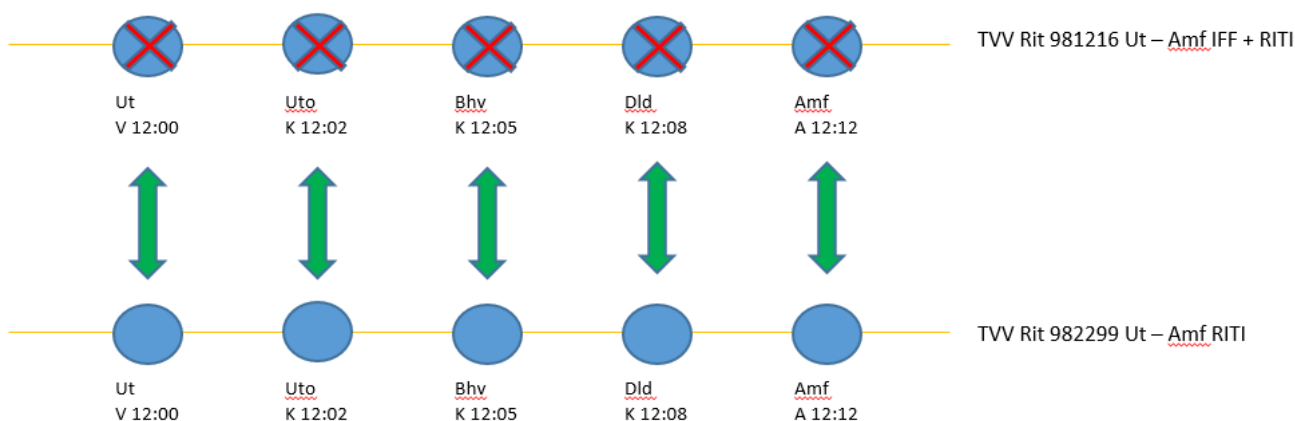 TVV Rit 981216 Ut – Amf IFF + RITI
Ut Uto Bhv Dld Amf
V 12:00 K 12:02 K 12:05 K 12:08 A 12:12
TVV Rit 982299 Ut – Amf RITI
Ut Uto Bhv Dld Amf
V 12:00 K 12:02 K 12:05 K 12:08 A 12:12